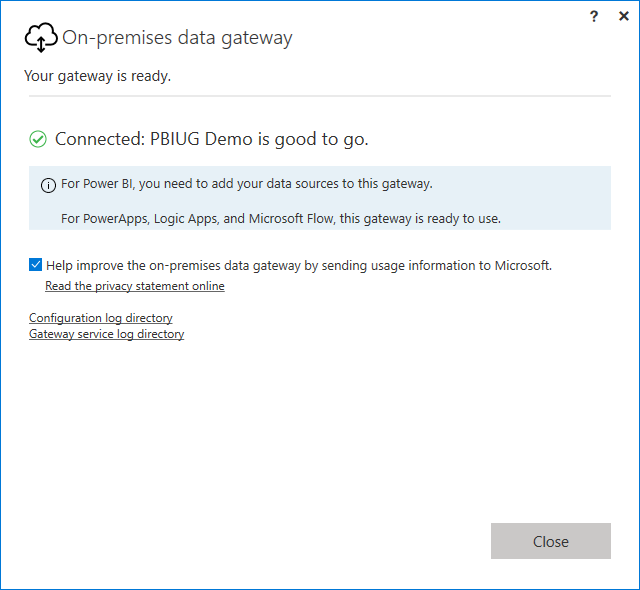 ?
On-premises data gateway
Your gateway is ready.
Connected: PBIUG Demo is good to go.
For Power BI, you need to add your data sources to this gateway.
For PowerApps, Logic Apps, and Microsoft Flow, this gateway is ready to use.
Help improve the on-premises data gateway by sending usage information to Microsoft.
Read the privacy statement online
Configuration log directory
Gateway service log directory
Close